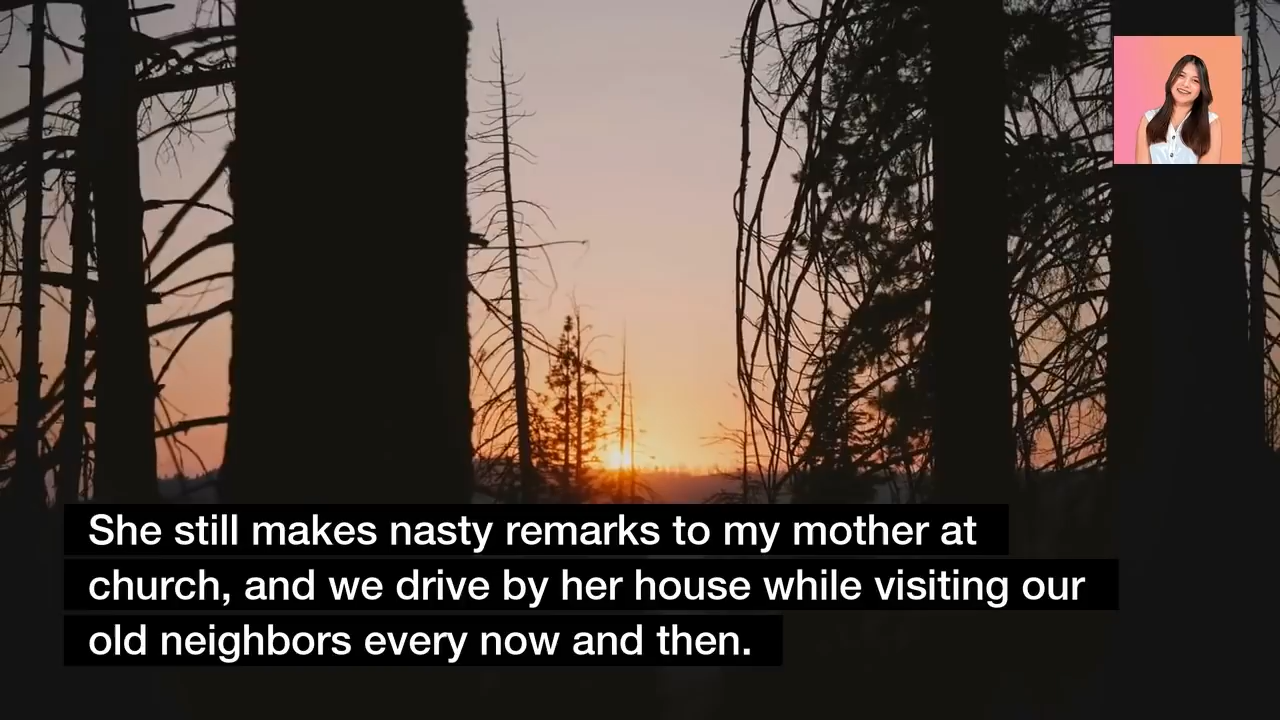 She still makes nasty remarks to my mother at
church, and we drive by her house while visiting our
old neighbors every now and then.